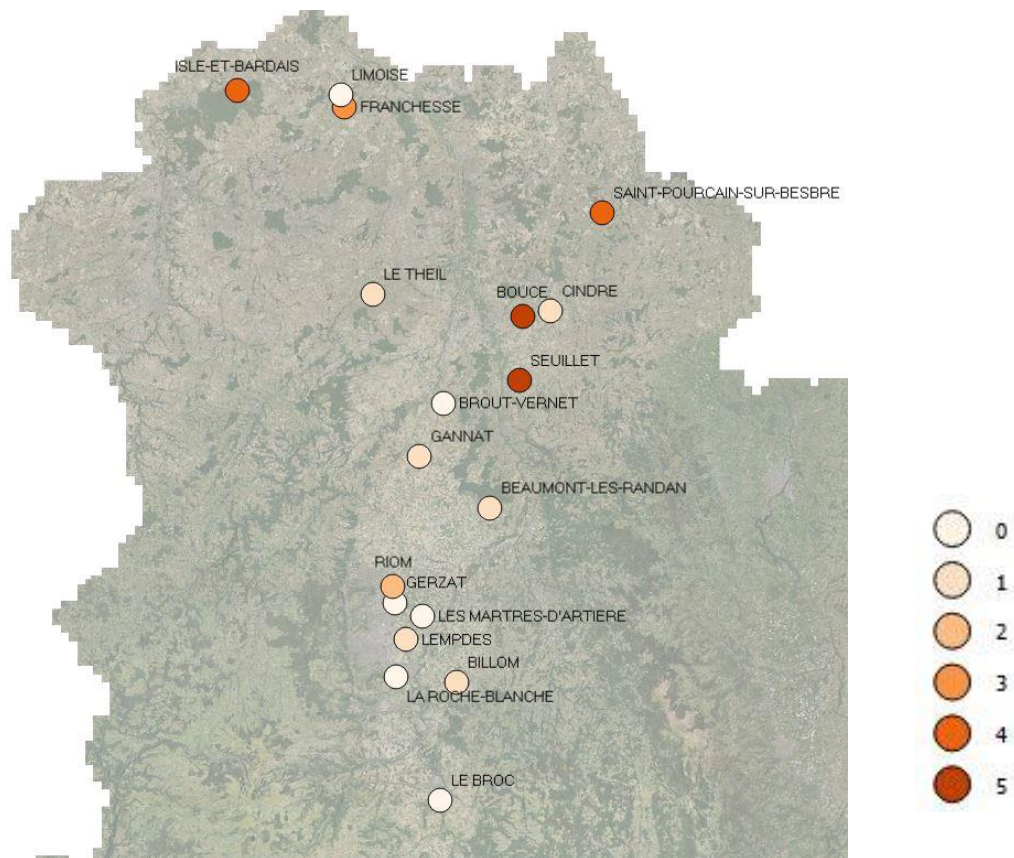 ISLE-ET-BARDAIS
LIMOISE
FRANCHESSE
SAINT-POURCAIN-SUR-BESBRE
LE THEIL
BOUCE
CINDRE
SEUILLET
BROUT-VERNET
GANNAT
BEAUMONT-LES-RANDAN
RIOM
GERZAT
LES MARTRES-D'ARTIERE
LEMPDES
BILLOM
LA ROCHE-BLANCHE
LE BROC
0
1
2
3
4
5